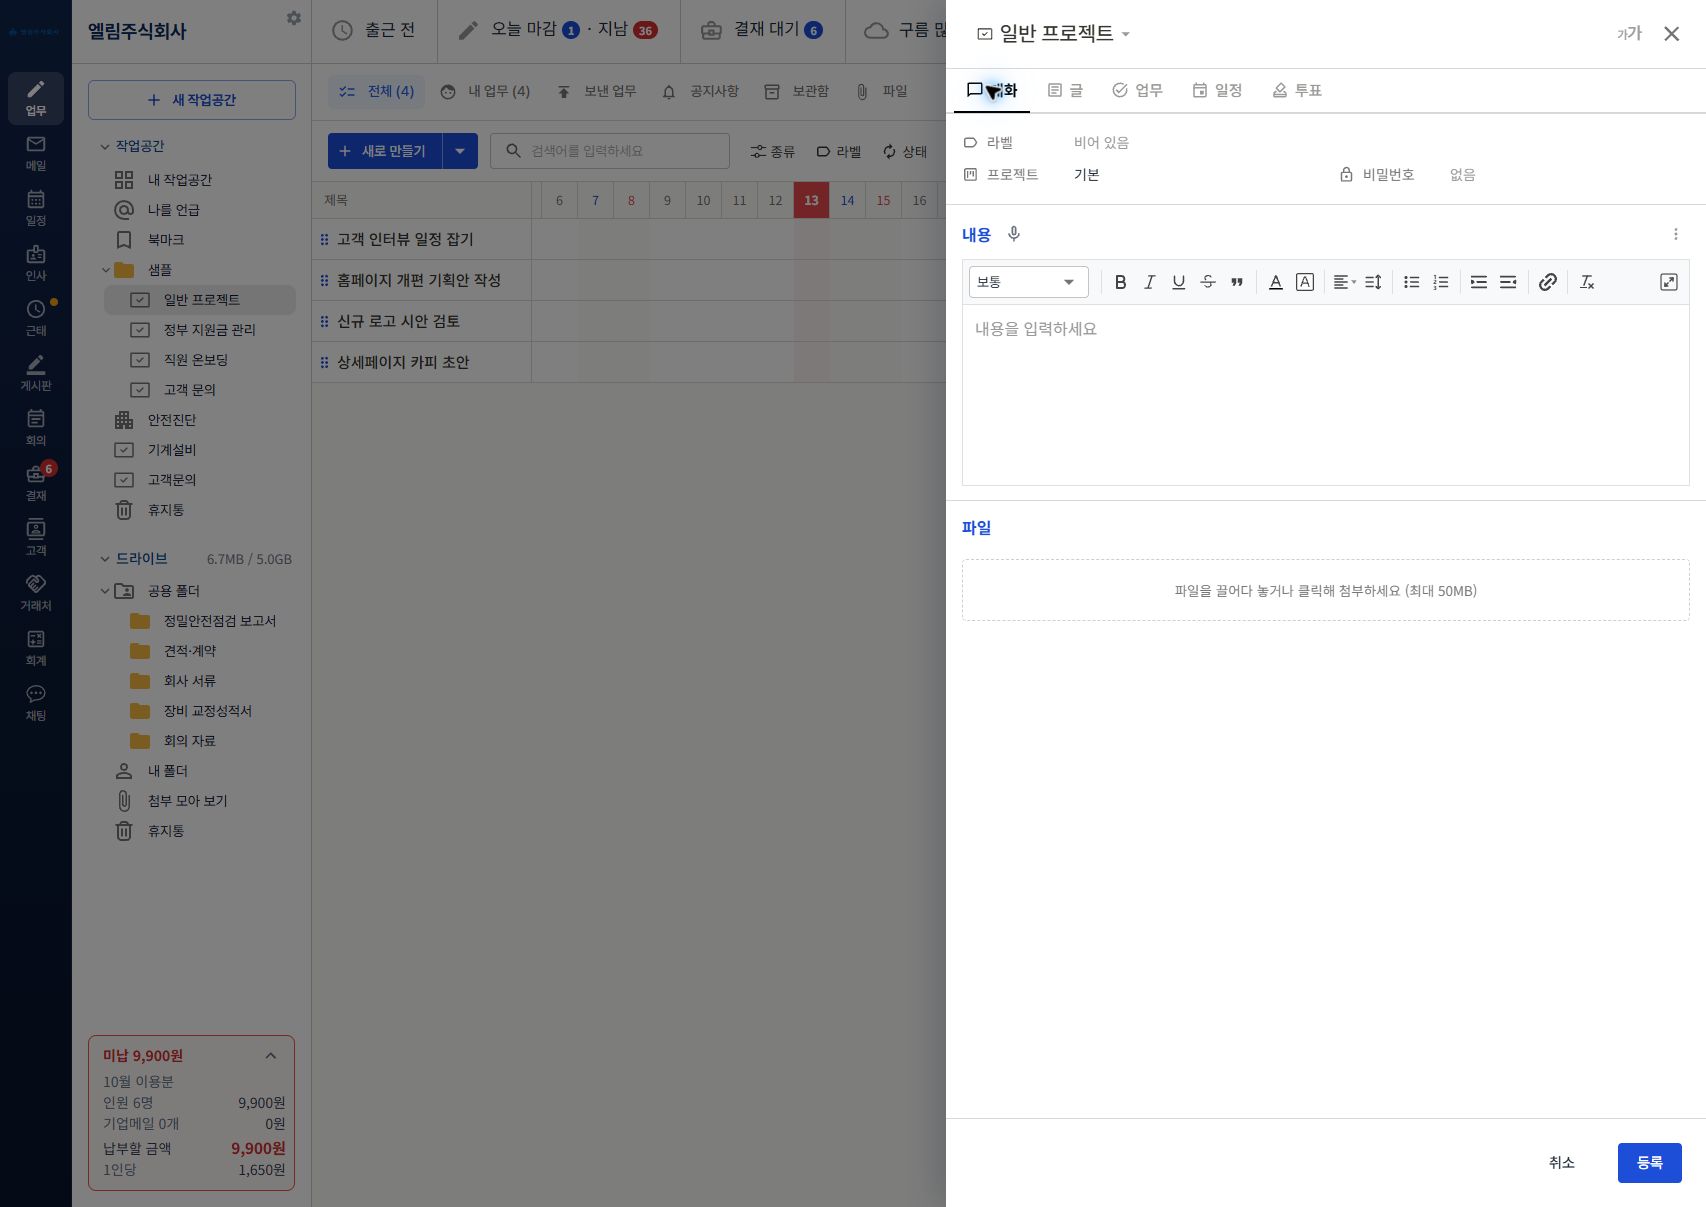 엘림주식회사
업무
메일
일정
인사
근태
게시판
회의
6
결재
고객
거래처
회계
채팅
엘림주식회사
새 작업공간
작업공간
내 작업공간
나를 언급
북마크
샘플
일반 프로젝트
정부 지원금 관리
직원 온보딩
고객 문의
안전진단
기계설비
고객문의
휴지통
드라이브 6.7MB / 5.0GB
공용 폴더
정밀안전점검 보고서
견적·계약
회사 서류
장비 교정성적서
회의 자료
내 폴더
첨부 모아 보기
휴지통
미납 9,900원
10월 이용분
인원 6명 9,900원
기업메일 0개 0원
납부할 금액 9,900원
1인당 1,650원
출근 전 오늘 마감 1 · 지남 36 결재 대기 6 구름
전체 (4) 내 업무 (4) 보낸 업무 공지사항 보관함 파일
새로 만들기 검색어를 입력하세요 종류 라벨 상태
제목 6 7 8 9 10 11 12 13 14 15 16
고객 인터뷰 일정 잡기
홈페이지 개편 기획안 작성
신규 로고 시안 검토
상세페이지 카피 초안
일반 프로젝트 가가
화 글 업무 일정 투표
라벨 비어 있음
프로젝트 기본 비밀번호 없음
내용
보통
내용을 입력하세요
파일
파일을 끌어다 놓거나 클릭해 첨부하세요 (최대 50MB)
취소 등록